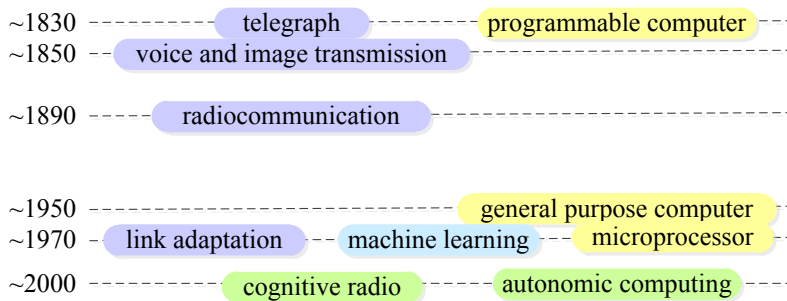 ~1830 telegraph programmable computer
~1850 voice and image transmission
~1890 radiocommunication
~1950 general purpose computer
~1970 link adaptation machine learning microprocessor
~2000 cognitive radio autonomic computing